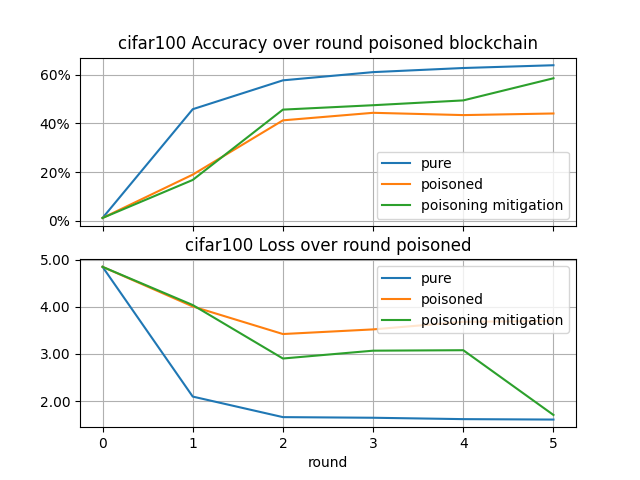 cifar100 Accuracy over round poisoned blockchain
60%
40%
20%
0%
pure
poisoned
poisoning mitigation
cifar100 Loss over round poisoned
5.00
4.00
3.00
2.00
pure
poisoned
poisoning mitigation
0 1 2 3 4 5
round